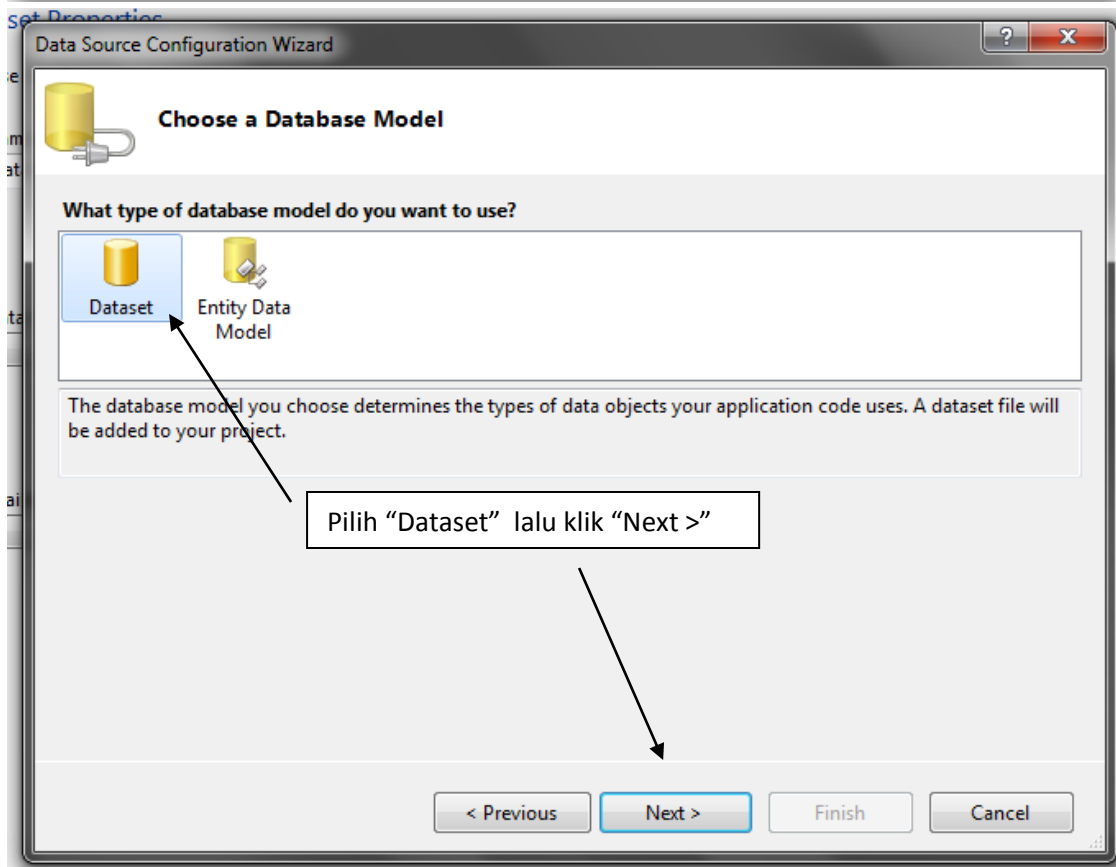 set Properties
Data Source Configuration Wizard
Choose a Database Model
What type of database model do you want to use?
Dataset
Entity Data
Model
The database model you choose determines the types of data objects your application code uses. A dataset file will
be added to your project.
Pilih “Dataset” lalu klik “Next >”
< Previous
Next >
Finish
Cancel